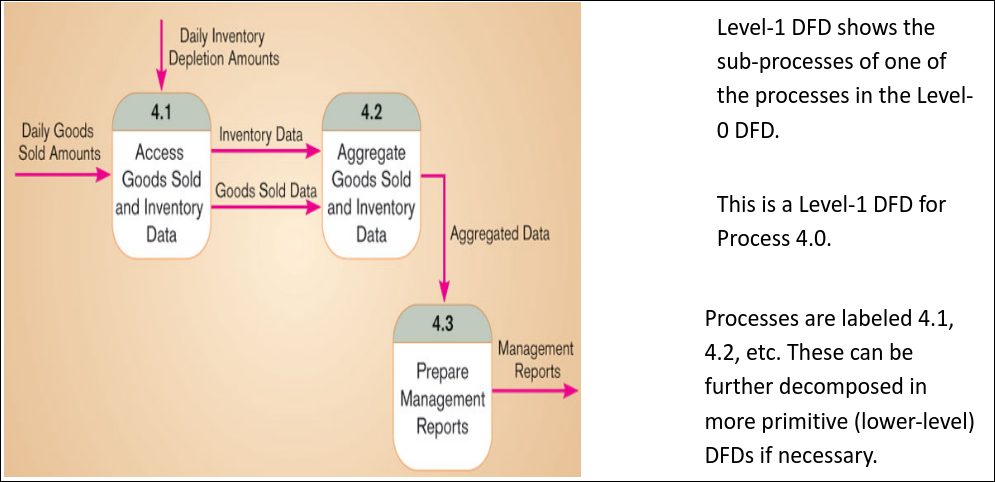 Daily Inventory
Depletion Amounts
4.1
4.2
Daily Goods
Sold Amounts
Access
Goods Sold
and Inventory
Data
Inventory Data
Goods Sold Data
Aggregate
Goods Sold
and Inventory
Data
Aggregated Data
4.3
Prepare
Management
Reports
Management
Reports
Level-1 DFD shows the
sub-processes of one of
the processes in the Level-
0 DFD.
This is a Level-1 DFD for
Process 4.0.
Processes are labeled 4.1,
4.2, etc. These can be
further decomposed in
more primitive (lower-level)
DFDs if necessary.